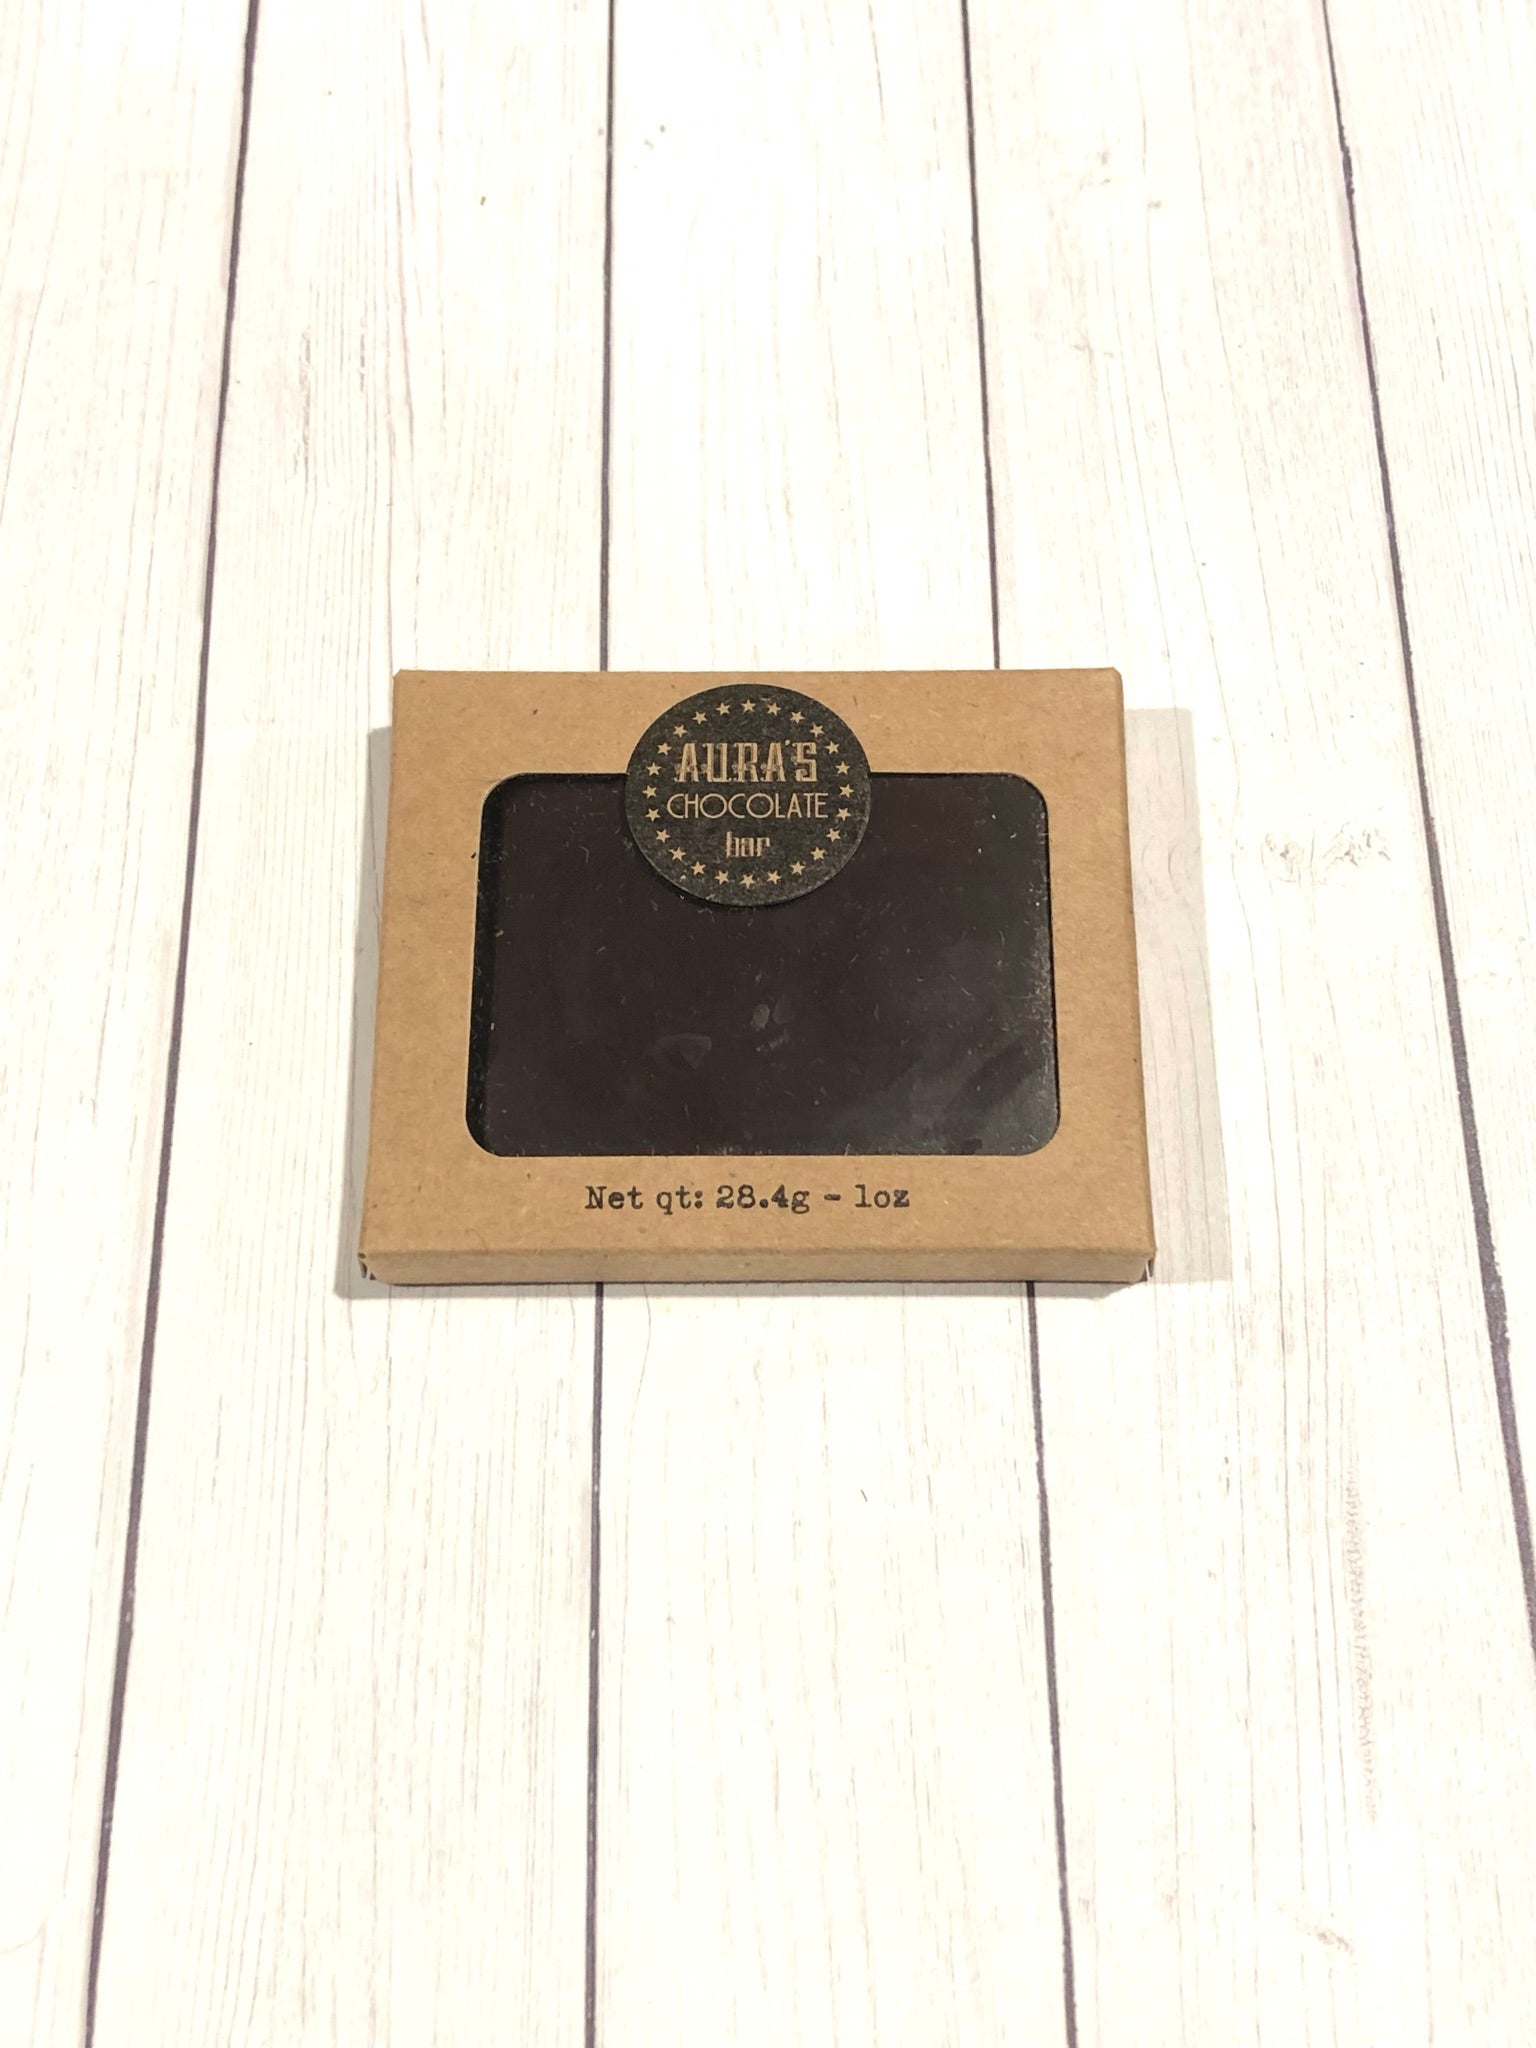 AURA'S
CHOCOLATE
bar
Net qt: 28.4g - 1oz